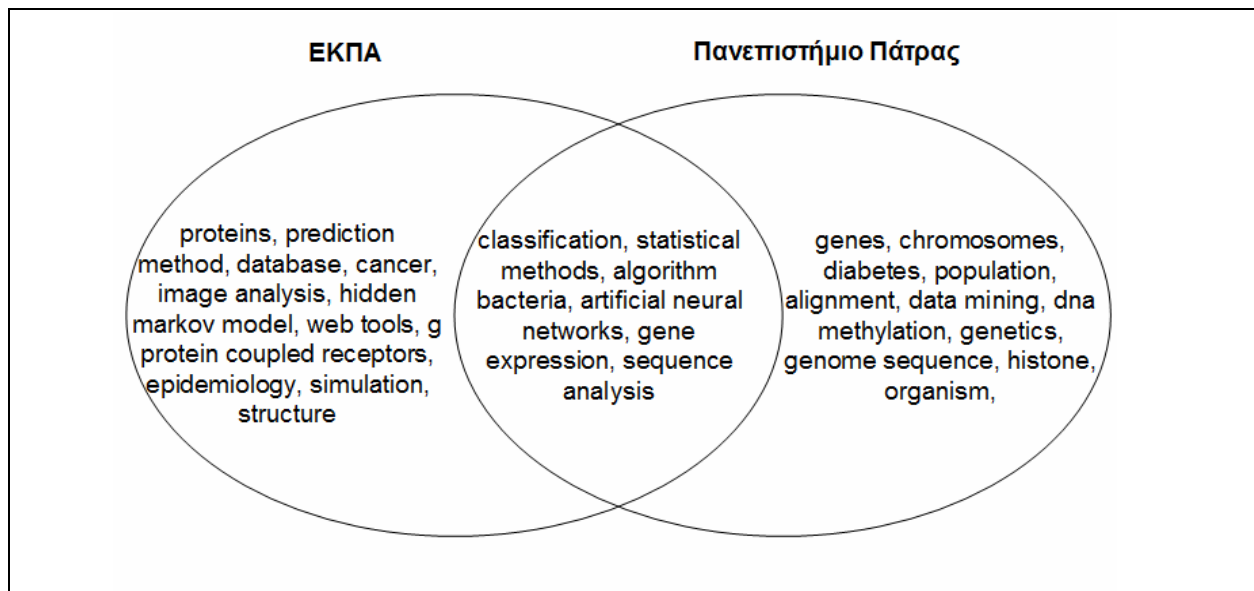 ΕΚΠΑ
Πανεπιστήμιο Πάτρας
proteins, prediction
method, database, cancer,
image analysis, hidden
markov model, web tools, g
protein coupled receptors,
epidemiology, simulation,
structure
classification, statistical
methods, algorithm
bacteria, artificial neural
networks, gene
expression, sequence
analysis
genes, chromosomes,
diabetes, population,
alignment, data mining, dna
methylation, genetics,
genome sequence, histone,
organism,